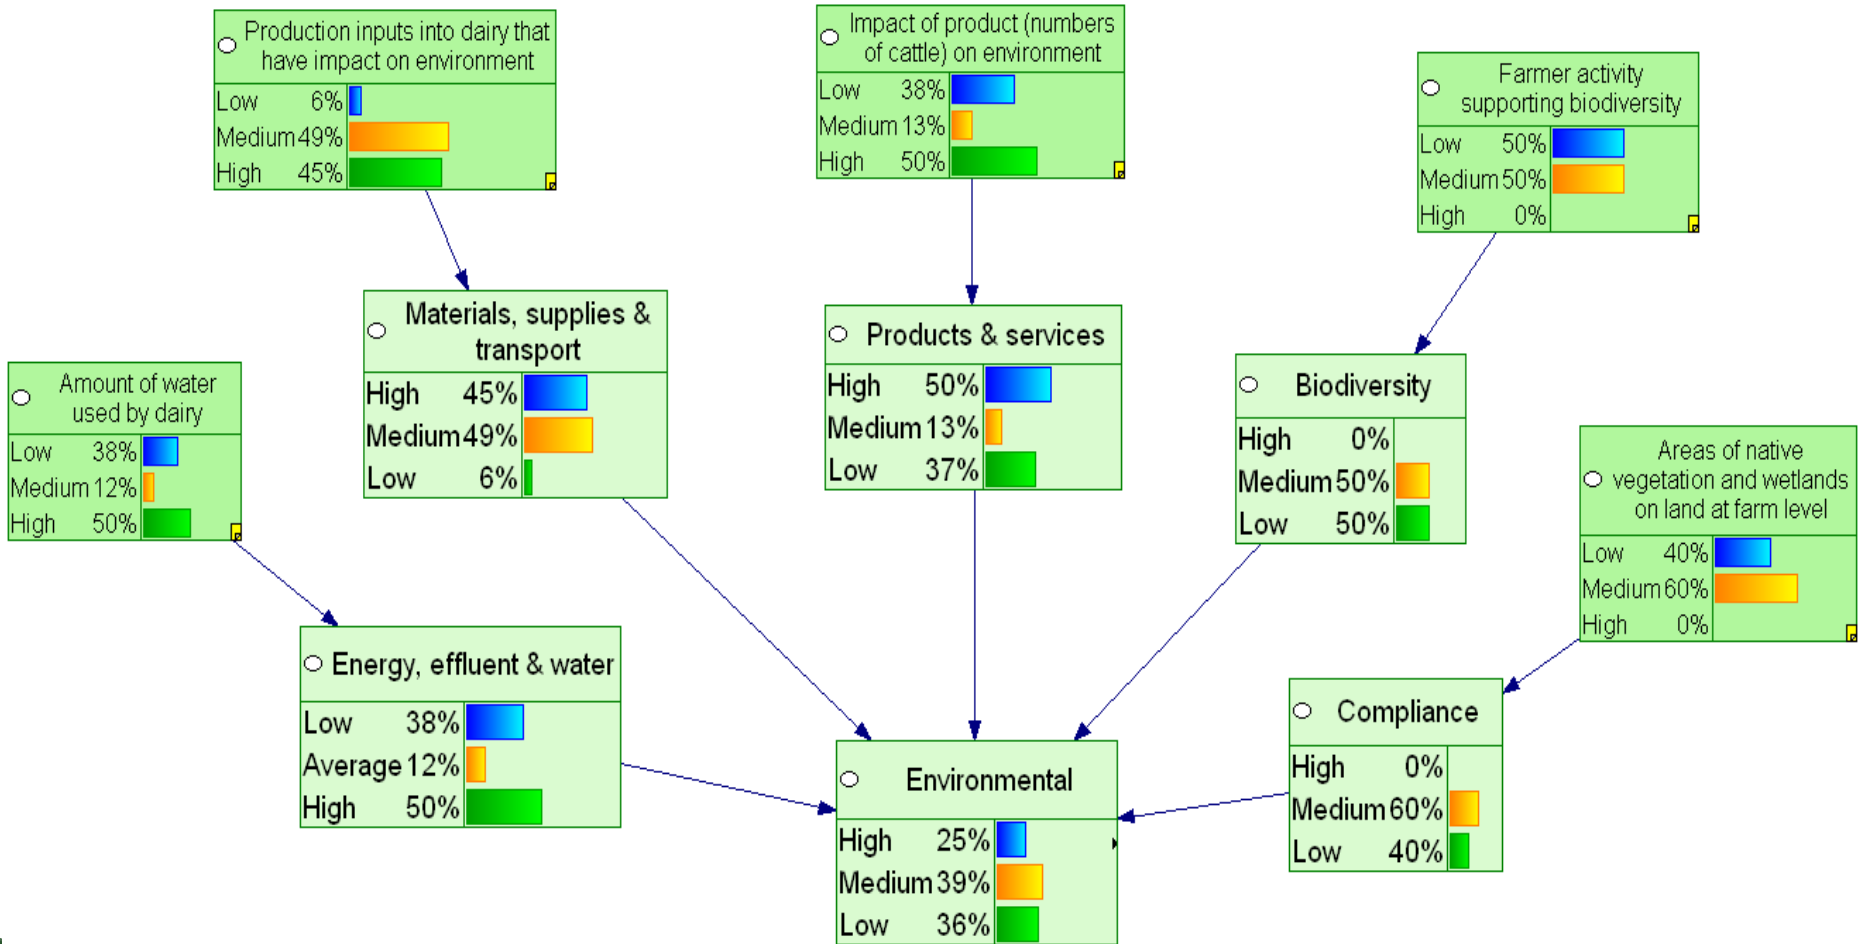 Production inputs into dairy that
have impact on environment
Low 6%
Medium 49%
High 45%
Impact of product (numbers
of cattle) on environment
Low 38%
Medium 13%
High 50%
Farmer activity
supporting biodiversity
Low 50%
Medium 50%
High 0%
Materials, supplies &
transport
High 45%
Medium 49%
Low 6%
Products & services
High 50%
Medium 13%
Low 37%
Biodiversity
High 0%
Medium 50%
Low 50%
Amount of water
used by dairy
Low 38%
Medium 12%
High 50%
Areas of native
vegetation and wetlands
on land at farm level
Low 40%
Medium 60%
High 0%
Energy, effluent & water
Low 38%
Average 12%
High 50%
Compliance
High 0%
Medium 60%
Low 40%
Environmental
High 25%
Medium 39%
Low 36%